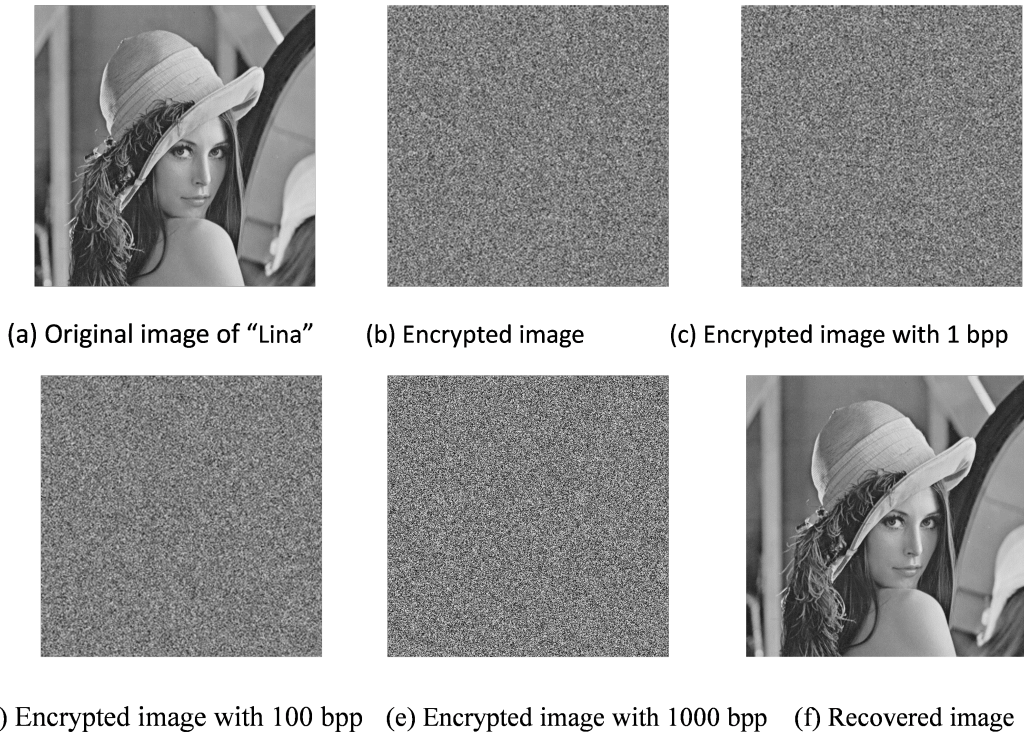 (a) Original image of “Lina”
(b) Encrypted image
(c) Encrypted image with 1 bpp
) Encrypted image with 100 bpp
(e) Encrypted image with 1000 bpp
(f) Recovered image